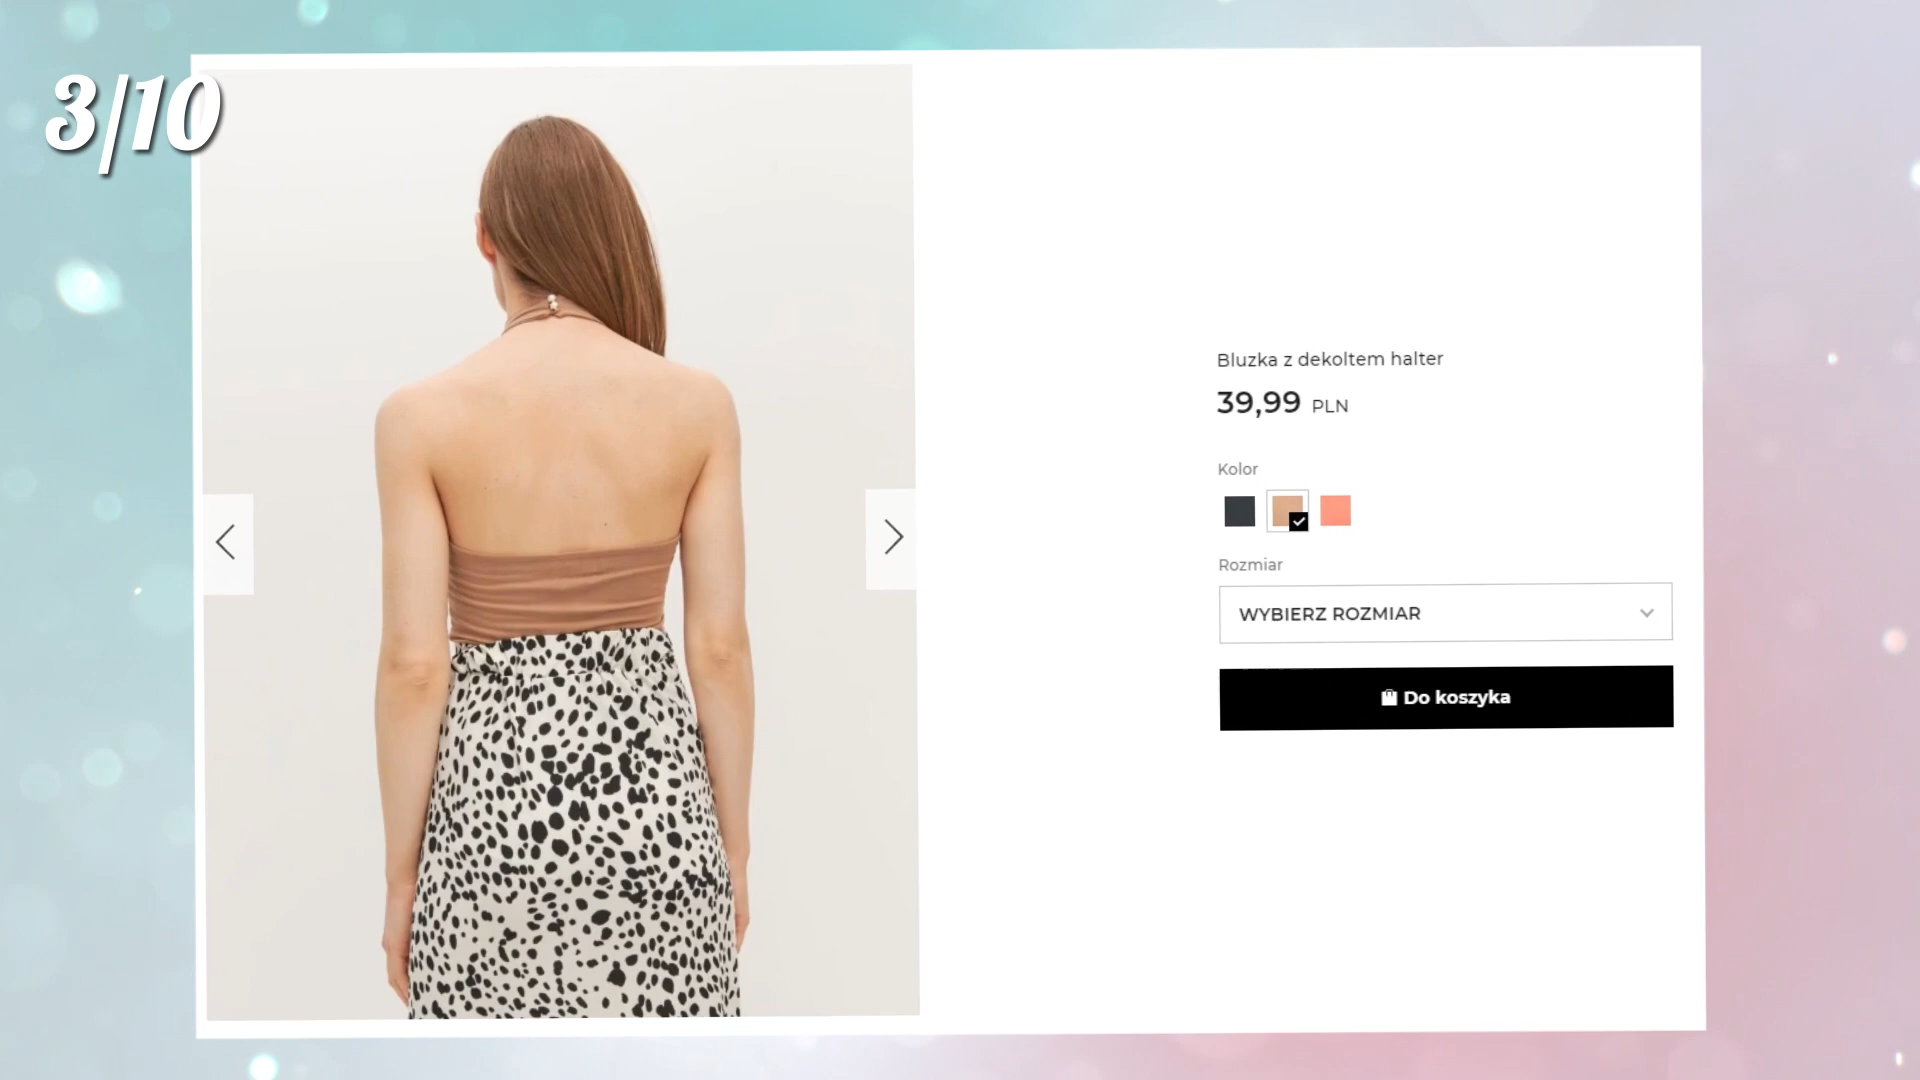 3/10
Bluzka z dekoltem halter
39,99 PLN
Kolor
Rozmiar
WYBIERZ ROZMIAR
Do koszyka